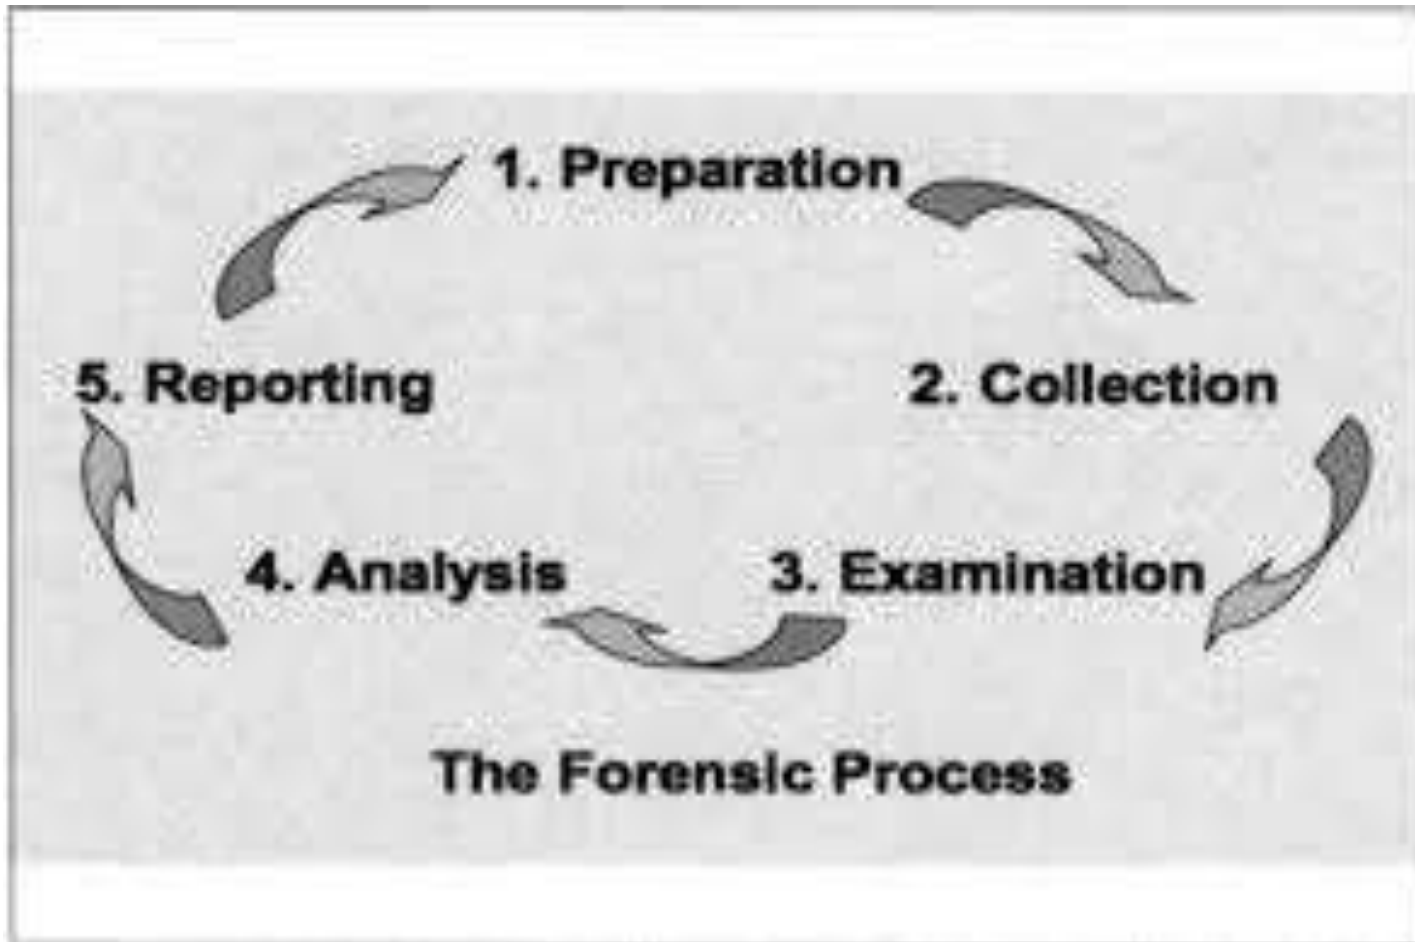 1. Preparation
2. Collection
3. Examination
4. Analysis
5. Reporting
The Forensic Process